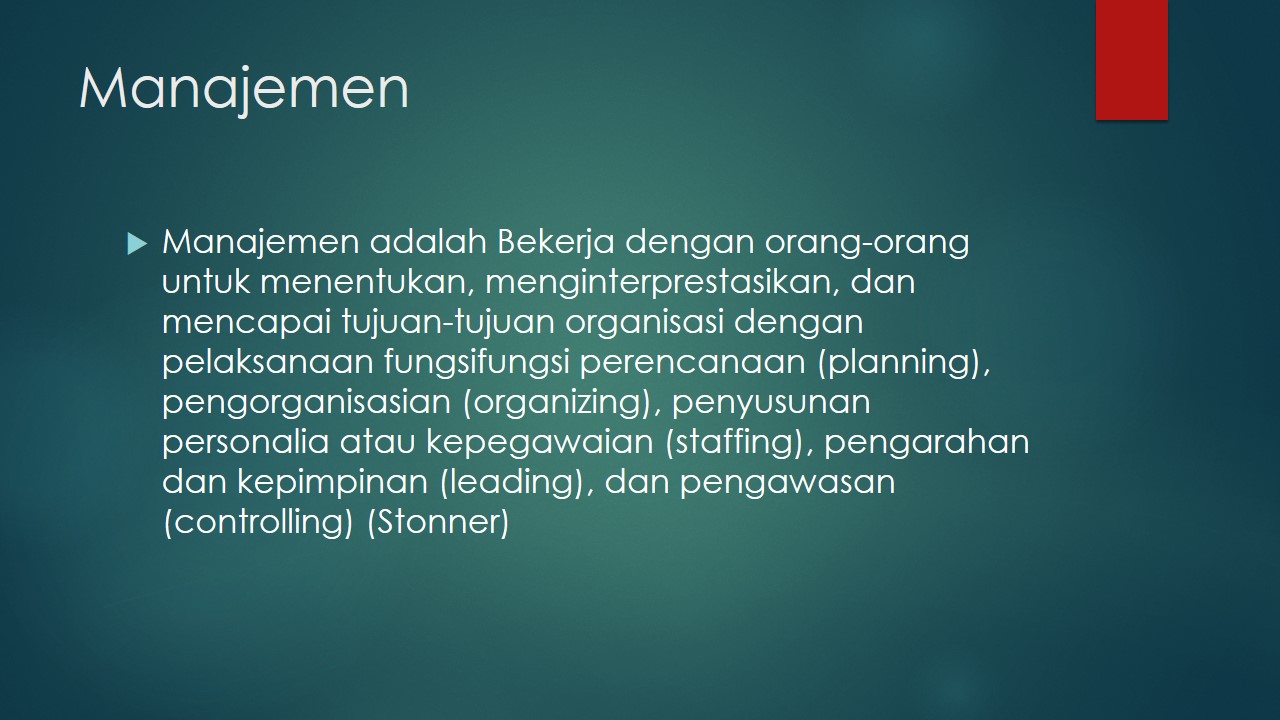 Manajemen
Manajemen adalah Bekerja dengan orang-orang
untuk menentukan, menginterprestasikan, dan
mencapai tujuan-tujuan organisasi dengan
pelaksanaan fungsifungsi perencanaan (planning),
pengorganisasian (organizing), penyusunan
personalia atau kepegawaian (staffing), pengarahan
dan kepimpinan (leading), dan pengawasan
(controlling) (Stonner)